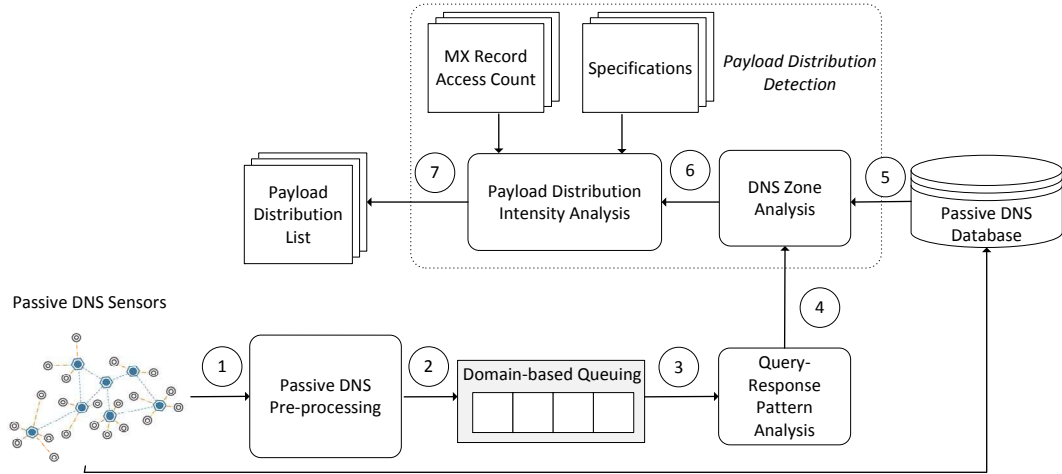 MX Record
Access Count
Specifications
Payload Distribution
Detection
7
6
5
Payload
Distribution
List
Payload Distribution
Intensity Analysis
DNS Zone
Analysis
Passive DNS
Database
Passive DNS Sensors
4
1
2
3
Passive DNS
Pre-processing
Domain-based Queuing
Query-
Response
Pattern
Analysis